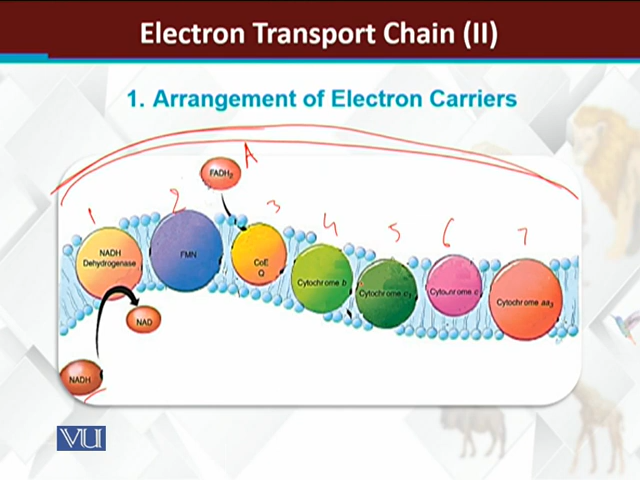 Electron Transport Chain (II)
1. Arrangement of Electron Carriers
A
FADH₂
1
2
3
4
5
6
7
NADH
Dehydrogenase
FMN
CoE
Q
Cytochrome b
Cytochrome c₁
Cytochrome c
Cytochrome aa₃
NAD
NADH
VU